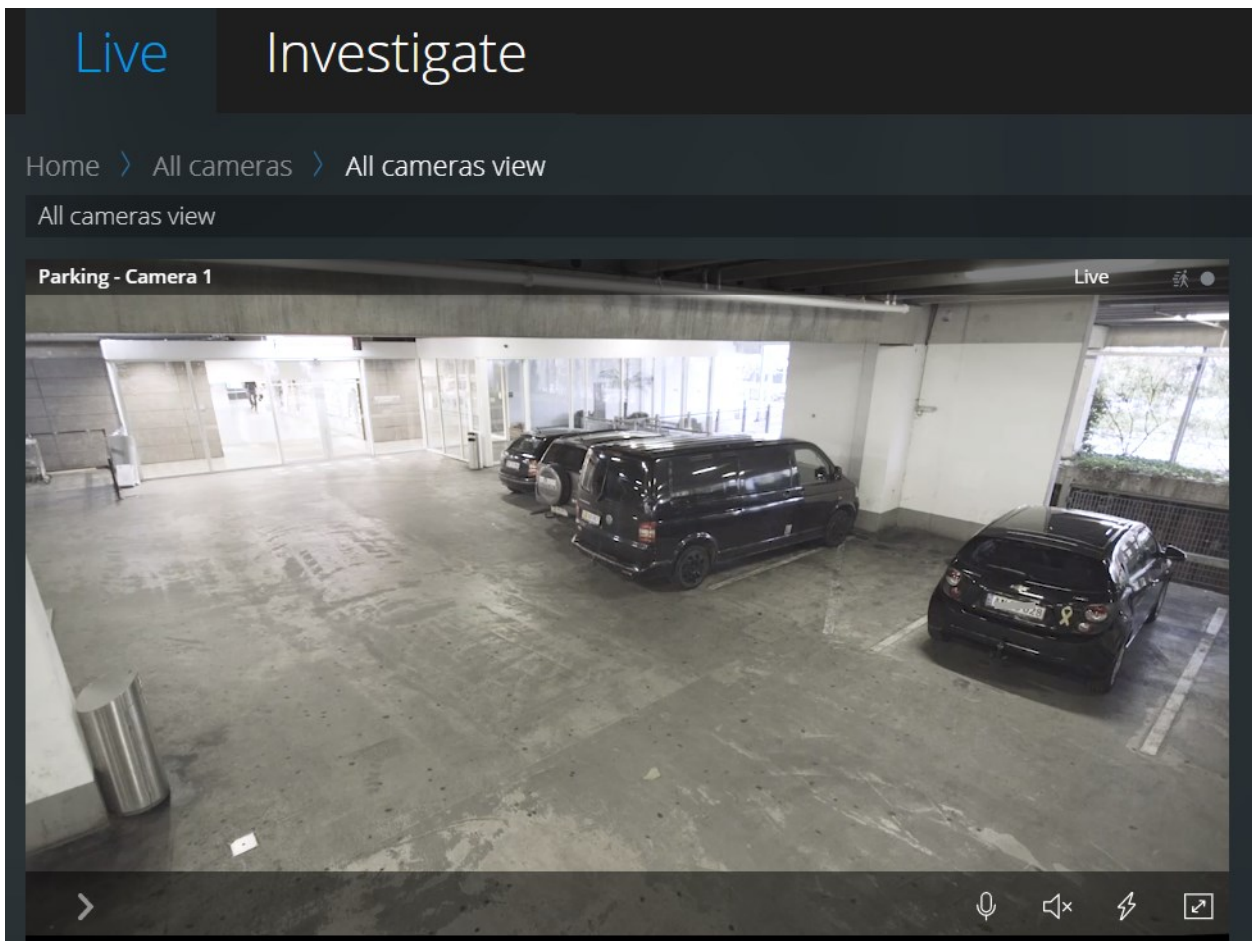 Live Investigate
Home 〉 All cameras 〉 All cameras view
All cameras view
Parking - Camera 1 Live